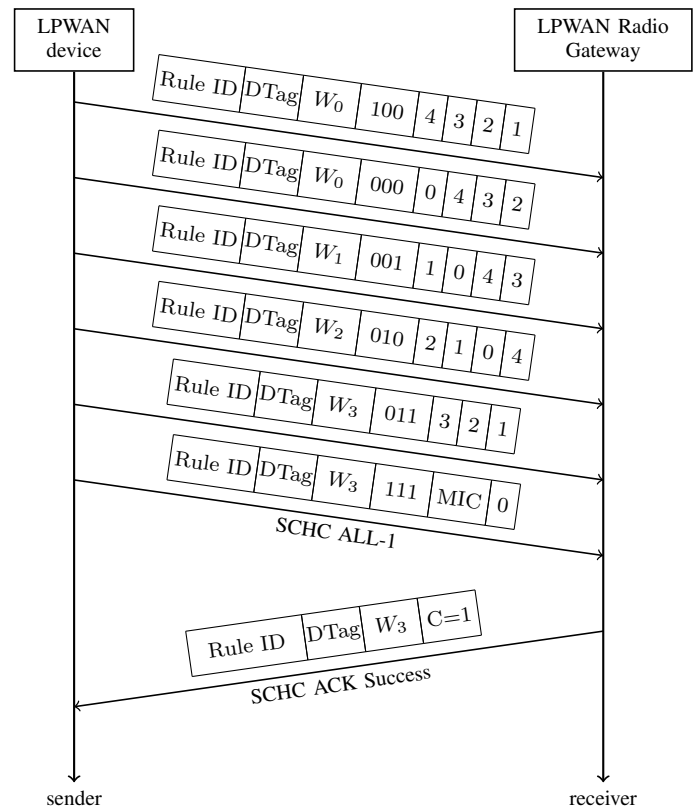 LPWAN
device
LPWAN Radio
Gateway
Rule ID DTag W₀ 100 4 3 2 1
Rule ID DTag W₀ 000 0 4 3 2
Rule ID DTag W₁ 001 1 0 4 3
Rule ID DTag W₂ 010 2 1 0 4
Rule ID DTag W₃ 011 3 2 1
Rule ID DTag W₃ 111 MIC 0
SCHC ALL-1
Rule ID DTag W₃ C=1
SCHC ACK Success
sender
receiver